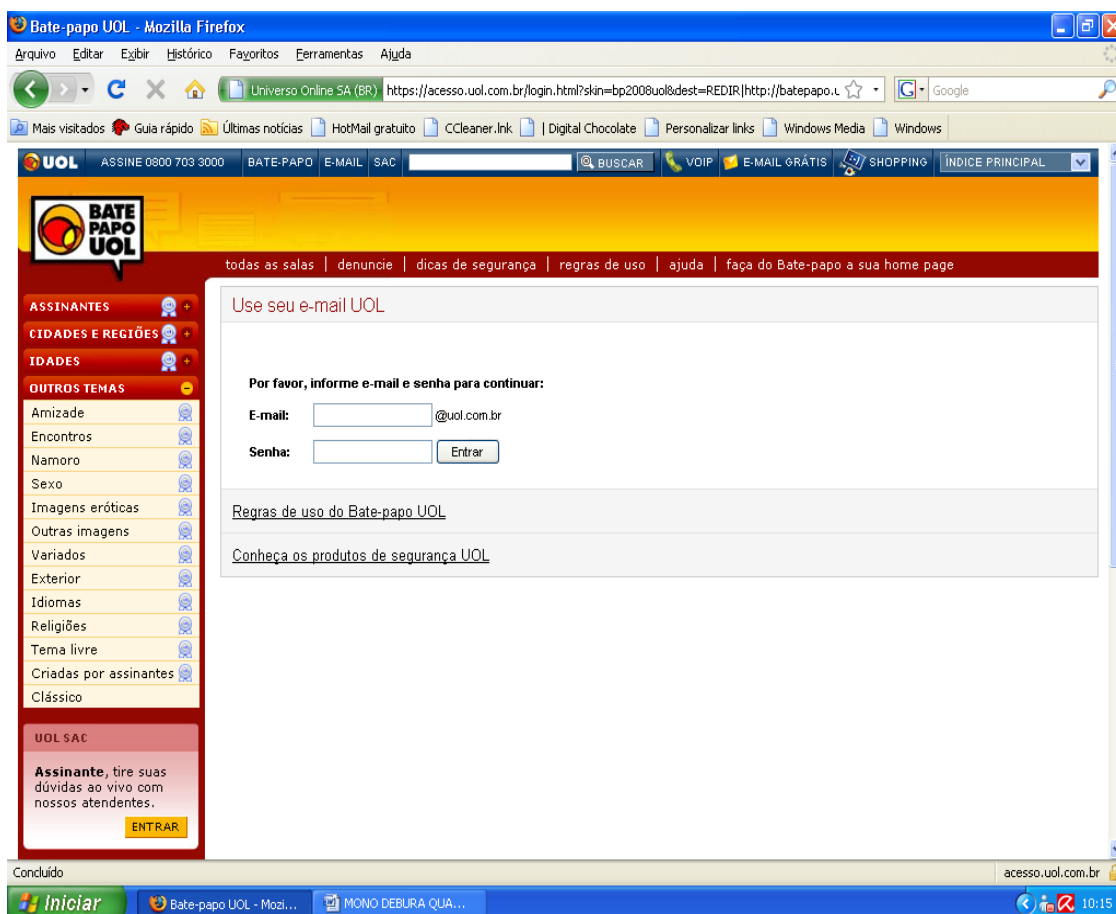 Bate-papo UOL - Mozilla Firefox
Arquivo Editar Exibir Histórico Favoritos Ferramentas Ajuda
Universo Online SA (BR) https://acesso.uol.com.br/login.html?skin=bp2008uol&dest=REDIR|http://batepapo.u G Google
Mais visitados Guia rápido Últimas notícias HotMail gratuito CCleaner.lnk | Digital Chocolate Personalizar links Windows Media Windows
UOL ASSINE 0800 703 3000 BATE-PAPO E-MAIL SAC BUSCAR VOIP E-MAIL GRÁTIS SHOPPING ÍNDICE PRINCIPAL
BATE
PAPO
UOL
todas as salas | denuncie | dicas de segurança | regras de uso | ajuda | faça do Bate-papo a sua home page
ASSINANTES
CIDADES E REGIÕES
IDADES
OUTROS TEMAS
Amizade
Encontros
Namoro
Sexo
Imagens eróticas
Outras imagens
Variados
Exterior
Idiomas
Religiões
Tema livre
Criadas por assinantes
Clássico
UOL SAC
Assinante, tire suas
dúvidas ao vivo com
nossos atendentes.
ENTRAR
Use seu e-mail UOL
Por favor, informe e-mail e senha para continuar:
E-mail: @uol.com.br
Senha: Entrar
Regras de uso do Bate-papo UOL
Conheça os produtos de segurança UOL
Concluído acesso.uol.com.br
Iniciar Bate-papo UOL - Mozi... MONO DEBURA QUA... 10:15